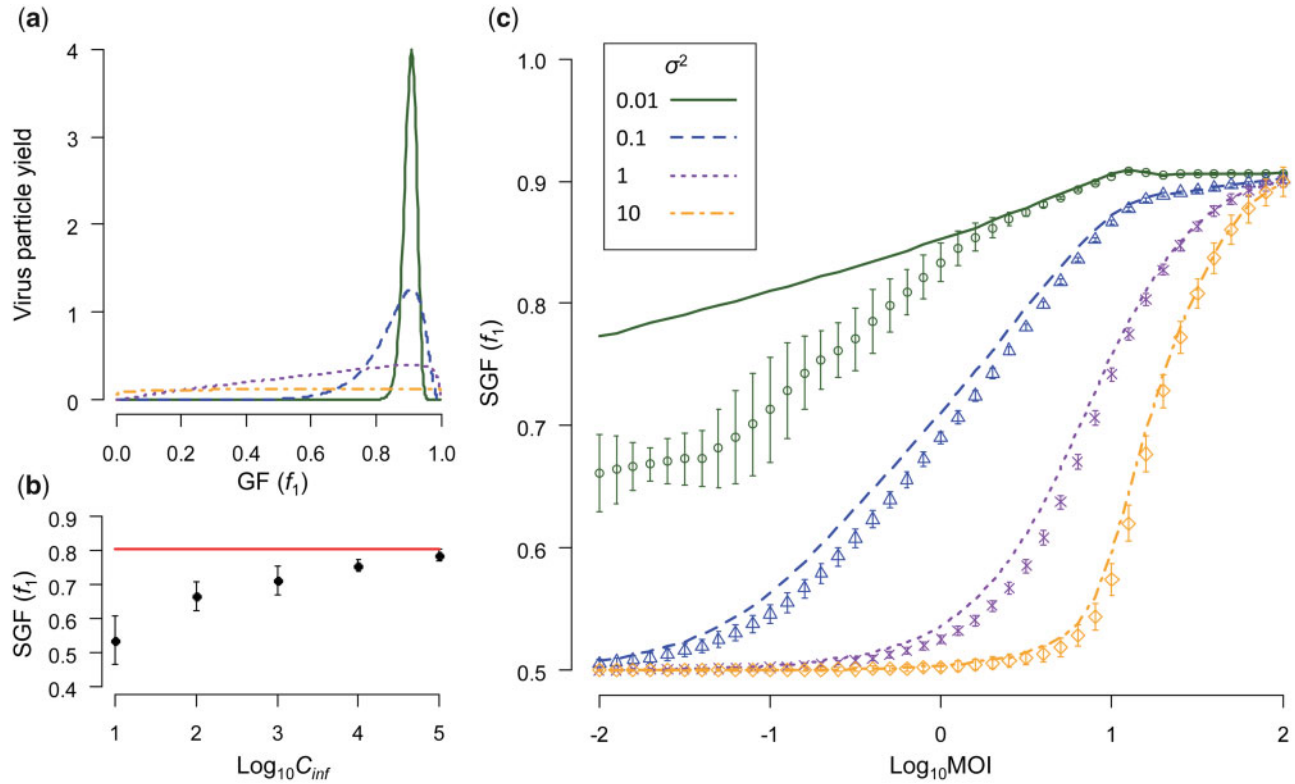 (a)
Virus particle yield
4
3
2
1
0
0.0 0.2 0.4 0.6 0.8 1.0
GF (f₁)
(b)
SGF (f₁)
0.9
0.8
0.7
0.6
0.5
0.4
1 2 3 4 5
Log₁₀C_inf
(c)
σ²
0.01
0.1
1
10
SGF (f₁)
1.0
0.9
0.8
0.7
0.6
0.5
-2 -1 0 1 2
Log₁₀MOI